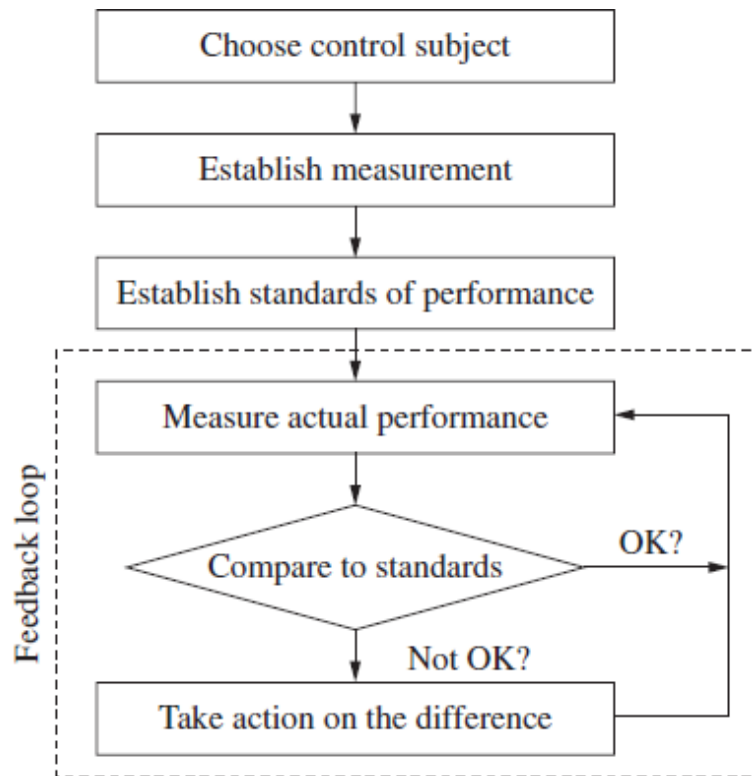 Choose control subject
Establish measurement
Establish standards of performance
Measure actual performance
Feedback loop
OK?
Compare to standards
Not OK?
Take action on the difference